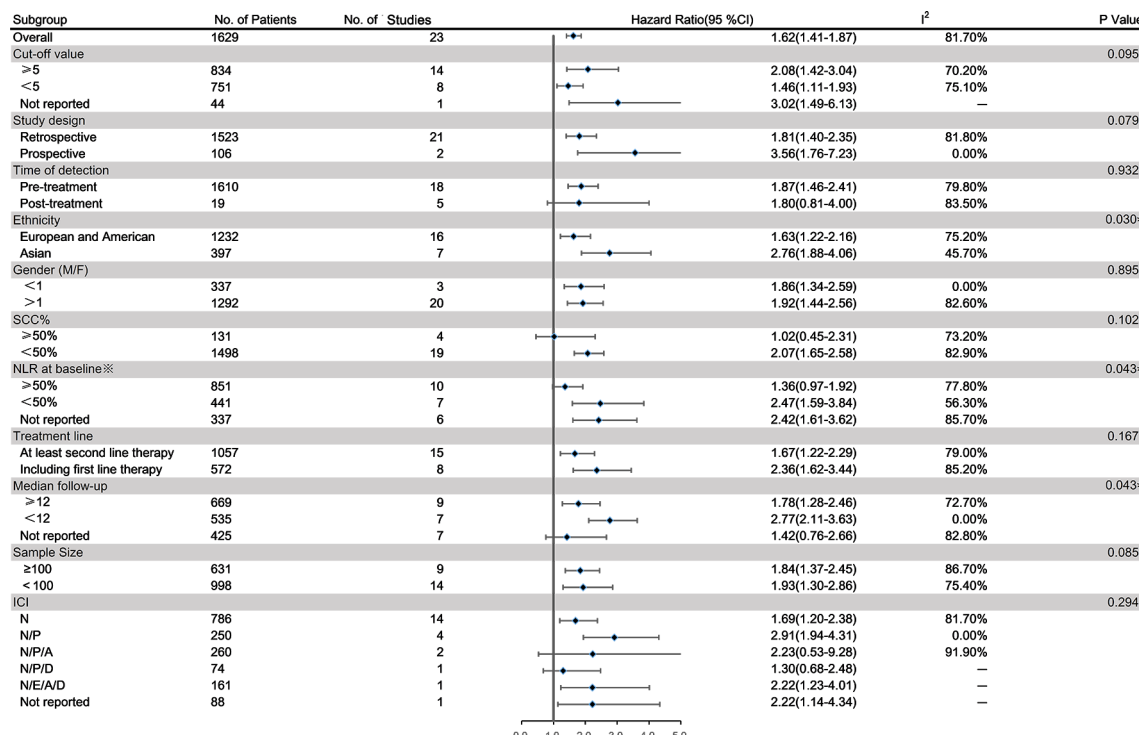 Subgroup No. of Patients No. of Studies Hazard Ratio(95 %CI) I2 P Value
Overall 1629 23 1.62(1.41-1.87) 81.70%
Cut-off value 0.095
≥5 834 14 2.08(1.42-3.04) 70.20%
<5 751 8 1.46(1.11-1.93) 75.10%
Not reported 44 1 3.02(1.49-6.13) —
Study design 0.079
Retrospective 1523 21 1.81(1.40-2.35) 81.80%
Prospective 106 2 3.56(1.76-7.23) 0.00%
Time of detection 0.932
Pre-treatment 1610 18 1.87(1.46-2.41) 79.80%
Post-treatment 19 5 1.80(0.81-4.00) 83.50%
Ethnicity 0.030
European and American 1232 16 1.63(1.22-2.16) 75.20%
Asian 397 7 2.76(1.88-4.06) 45.70%
Gender (M/F) 0.895
<1 337 3 1.86(1.34-2.59) 0.00%
>1 1292 20 1.92(1.44-2.56) 82.60%
SCC% 0.102
≥50% 131 4 1.02(0.45-2.31) 73.20%
<50% 1498 19 2.07(1.65-2.58) 82.90%
NLR at baseline※ 0.043
≥50% 851 10 1.36(0.97-1.92) 77.80%
<50% 441 7 2.47(1.59-3.84) 56.30%
Not reported 337 6 2.42(1.61-3.62) 85.70%
Treatment line 0.167
At least second line therapy 1057 15 1.67(1.22-2.29) 79.00%
Including first line therapy 572 8 2.36(1.62-3.44) 85.20%
Median follow-up 0.043
≥12 669 9 1.78(1.28-2.46) 72.70%
<12 535 7 2.77(2.11-3.63) 0.00%
Not reported 425 7 1.42(0.76-2.66) 82.80%
Sample Size 0.085
≥100 631 9 1.84(1.37-2.45) 86.70%
<100 998 14 1.93(1.30-2.86) 75.40%
ICI 0.294
N 786 14 1.69(1.20-2.38) 81.70%
N/P 250 4 2.91(1.94-4.31) 0.00%
N/P/A 260 2 2.23(0.53-9.28) 91.90%
N/P/D 74 1 1.30(0.68-2.48) —
N/E/A/D 161 1 2.22(1.23-4.01) —
Not reported 88 1 2.22(1.14-4.34) —